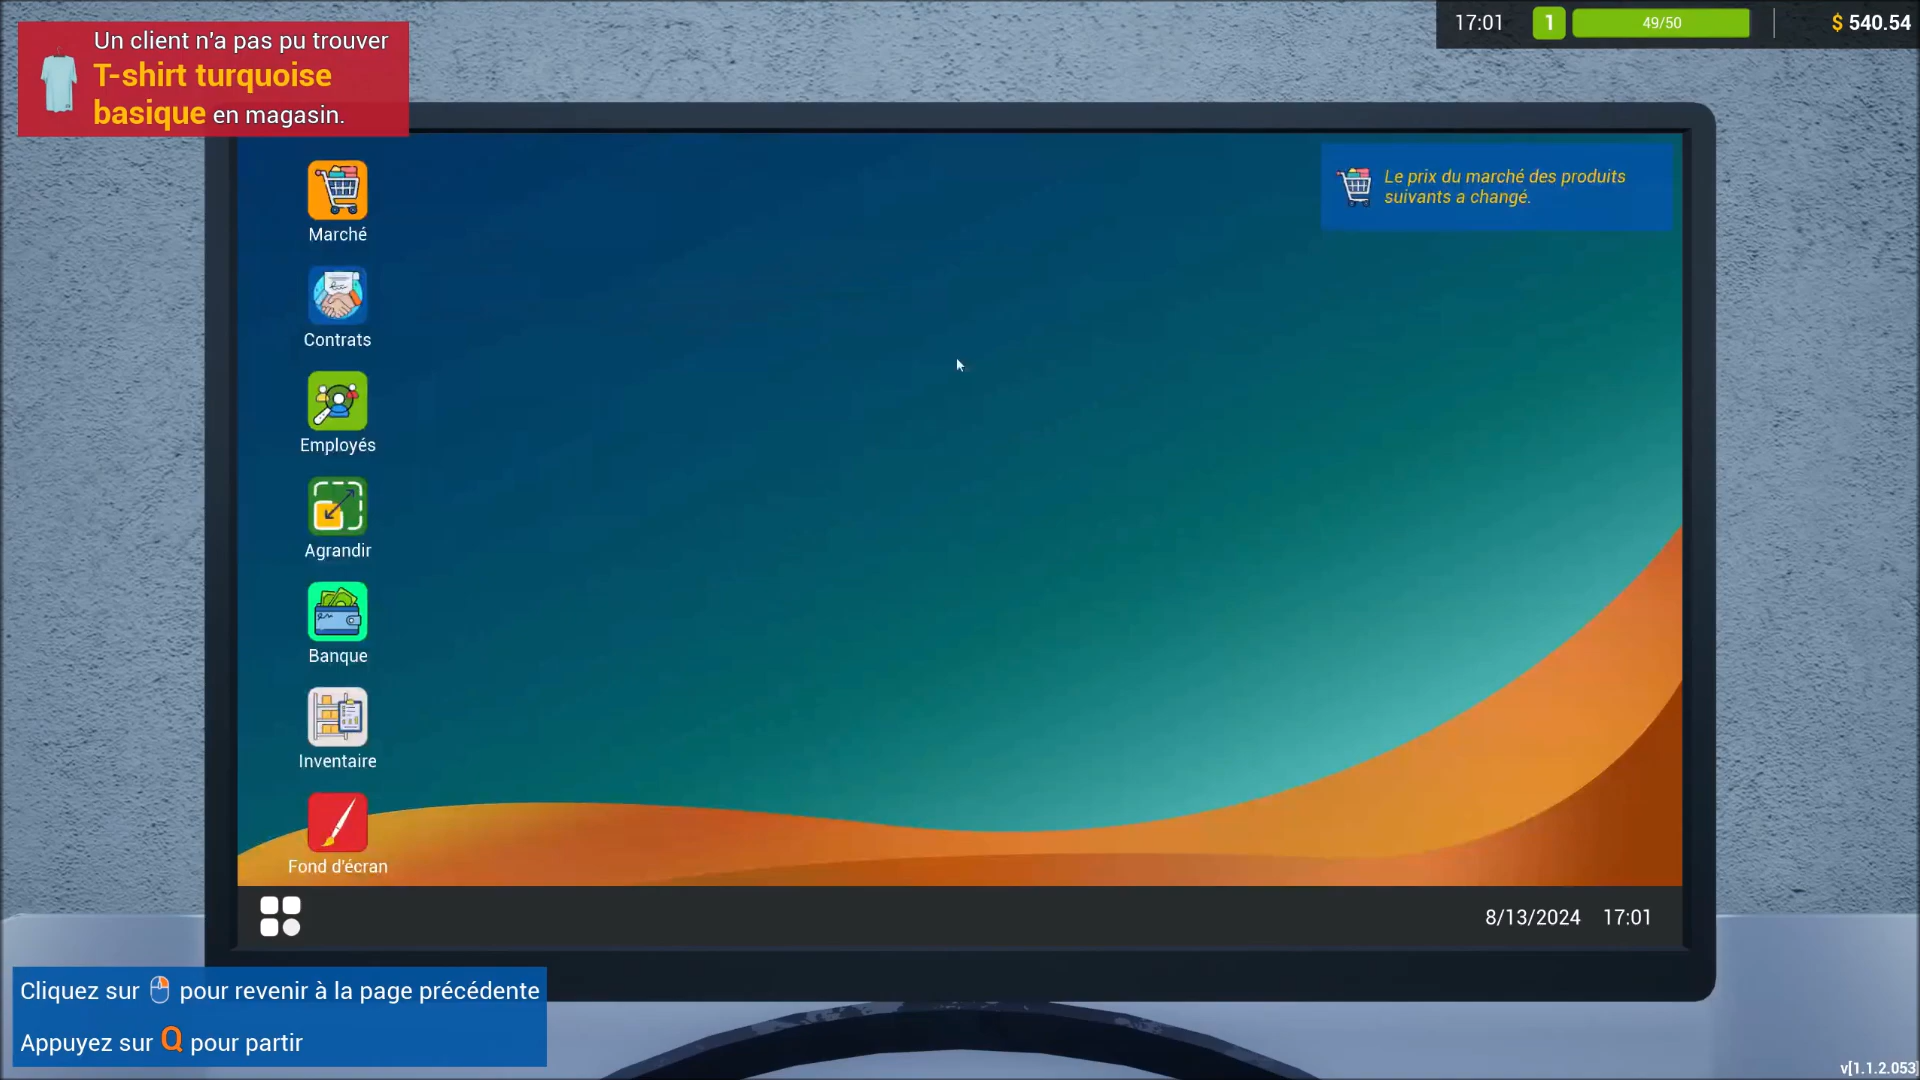 Un client n'a pas pu trouver
T-shirt turquoise
basique en magasin.
17:01
1
49/50
$ 540.54
Marché
Contrats
Employés
Agrandir
Banque
Inventaire
Fond d'écran
Le prix du marché des produits
suivants a changé.
8/13/2024 17:01
Cliquez sur pour revenir à la page précédente
Appuyez sur Q pour partir
v[1.1.2.053]